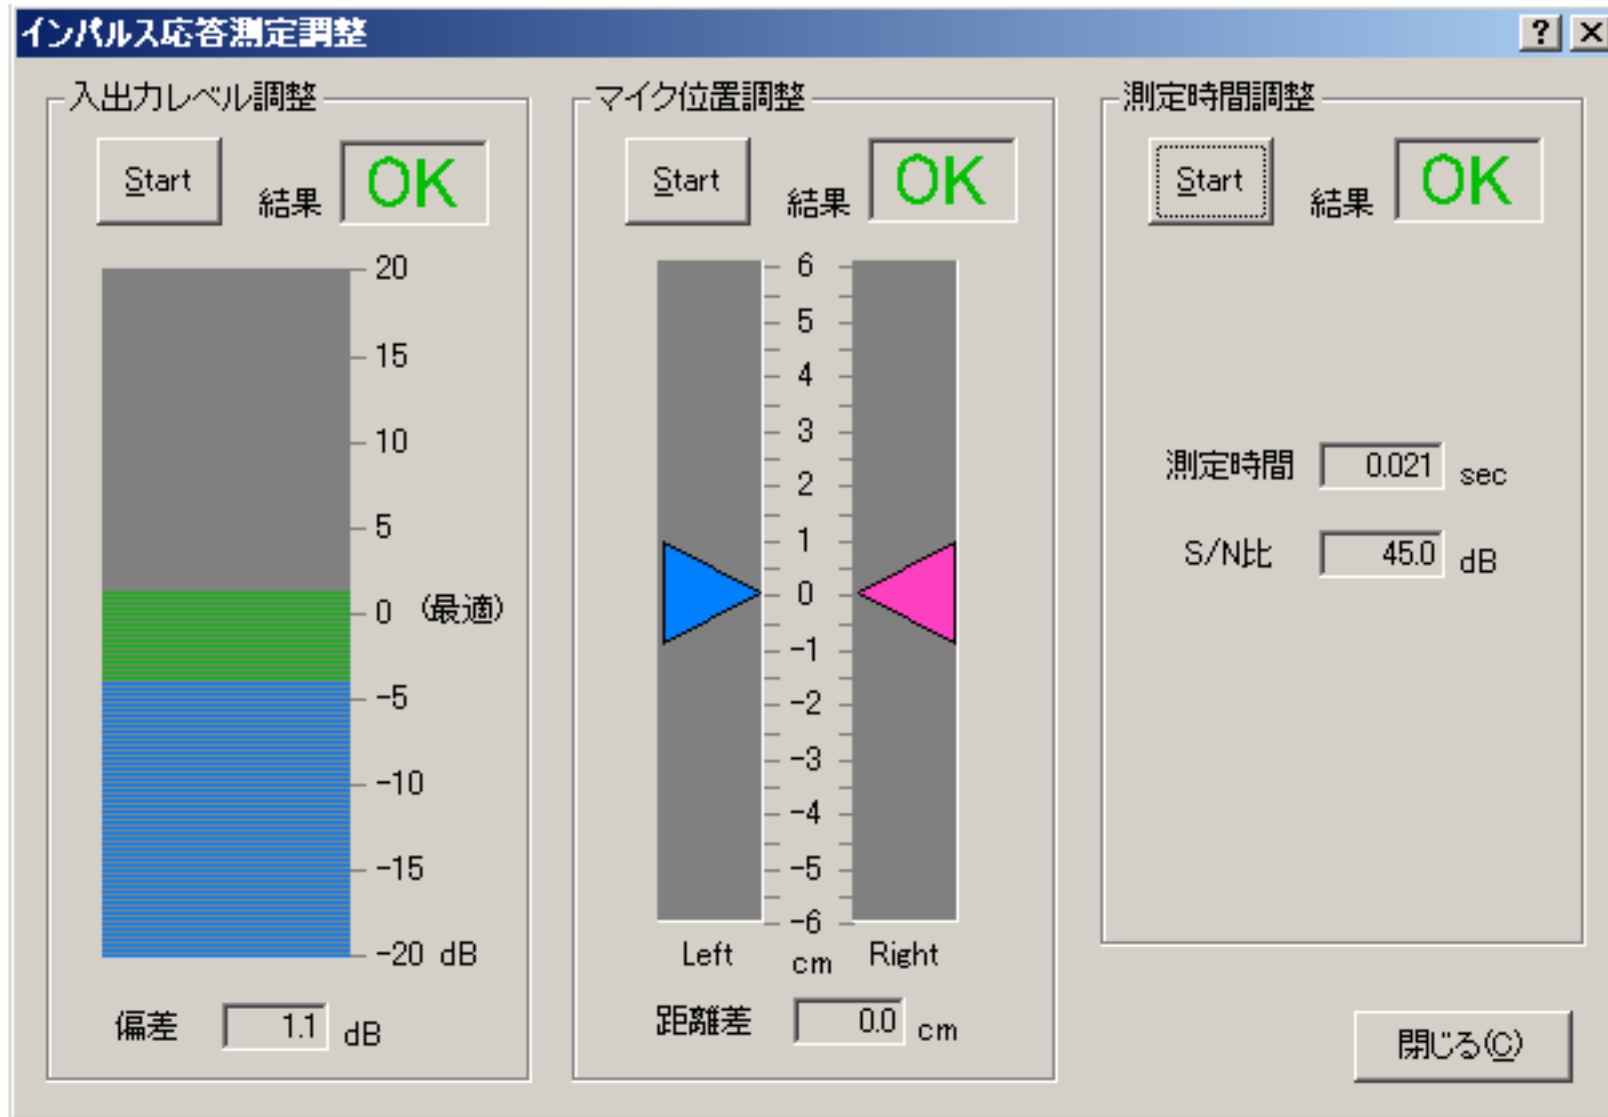 インパルス応答測定調整
入出力レベル調整
Start 結果 OK
20
15
10
5
0 (最適)
-5
-10
-15
-20 dB
偏差 1.1 dB
マイク位置調整
Start 結果 OK
6
5
4
3
2
1
0
-1
-2
-3
-4
-5
-6
Left cm Right
距離差 0.0 cm
測定時間調整
Start 結果 OK
測定時間 0.021 sec
S/N比 45.0 dB
閉じる(C)